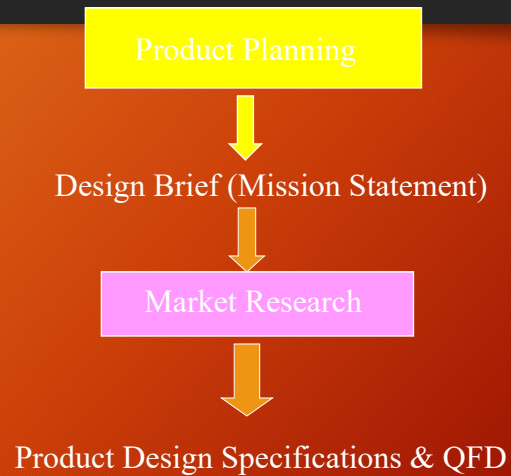 Product Planning
Design Brief (Mission Statement)
Market Research
Product Design Specifications & QFD